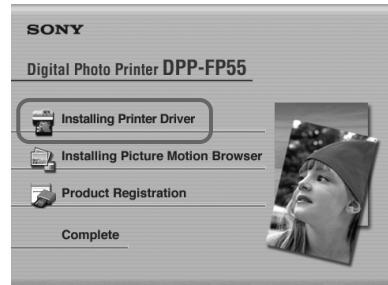 SONY
Digital Photo Printer DPP-FP55
Installing Printer Driver
Installing Picture Motion Browser
Product Registration
Complete